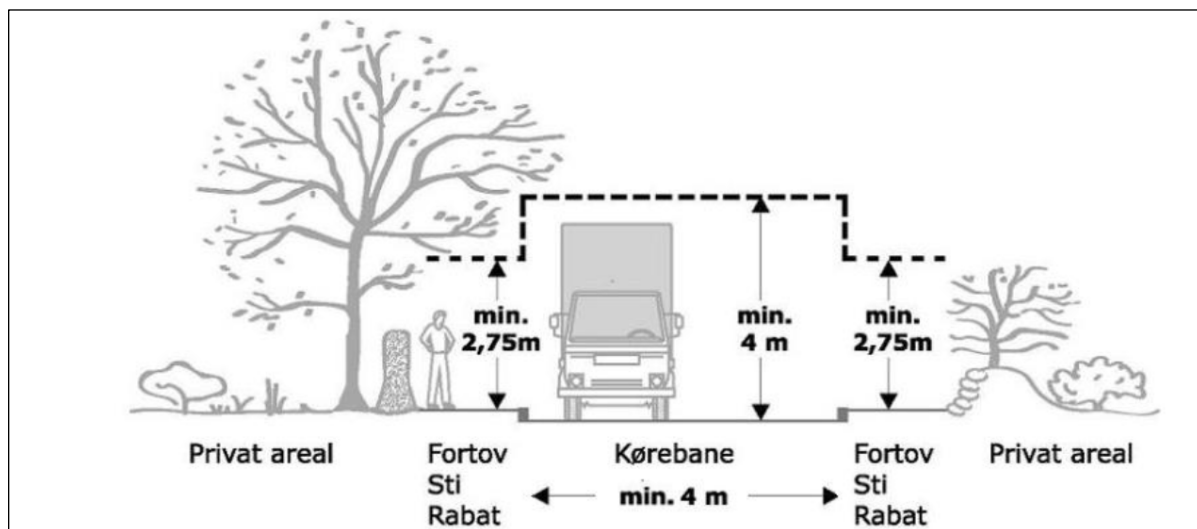 min.
2,75m
min.
4 m
min.
2,75m
Privat areal
Fortov
Sti
Rabat
Kørebane
min. 4 m
Fortov
Sti
Rabat
Privat areal